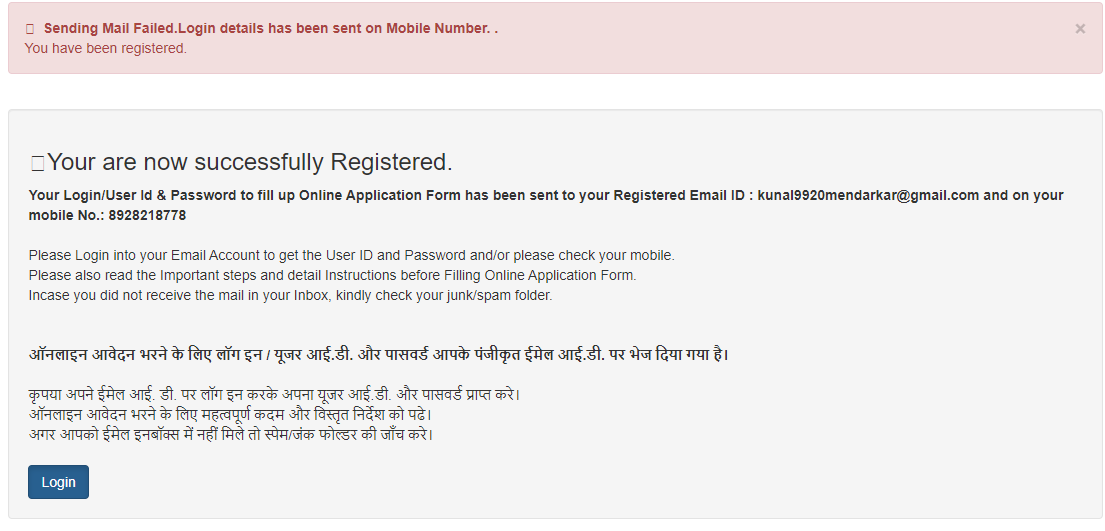 Sending Mail Failed.Login details has been sent on Mobile Number. .
×
You have been registered.
Your are now successfully Registered.
Your Login/User Id & Password to fill up Online Application Form has been sent to your Registered Email ID : kunal9920mendarkar@gmail.com and on your
mobile No.: 8928218778
Please Login into your Email Account to get the User ID and Password and/or please check your mobile.
Please also read the Important steps and detail Instructions before Filling Online Application Form.
Incase you did not receive the mail in your Inbox, kindly check your junk/spam folder.
ऑनलाइन आवेदन भरने के लिए लॉग इन / यूजर आई.डी. और पासवर्ड आपके पंजीकृत ईमेल आई.डी. पर भेज दिया गया है।
कृपया अपने ईमेल आई. डी. पर लॉग इन करके अपना यूजर आई.डी. और पासवर्ड प्राप्त करे।
ऑनलाइन आवेदन भरने के लिए महत्वपूर्ण कदम और विस्तृत निर्देश को पढे।
अगर आपको ईमेल इनबॉक्स में नहीं मिले तो स्पेम/जंक फोल्डर की जाँच करे।
Login